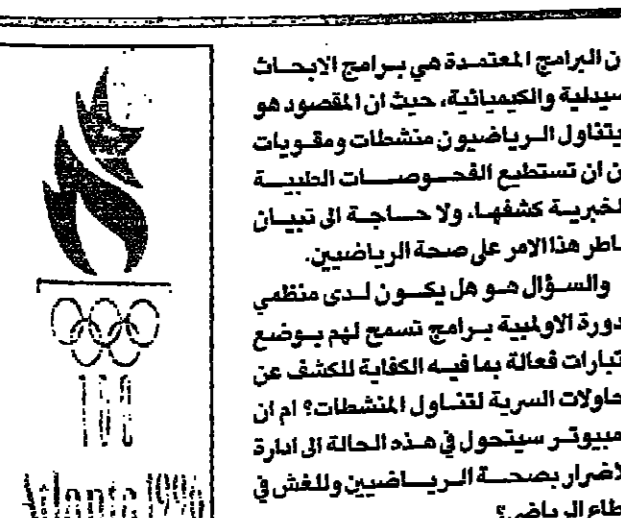 ن البرامج المعتمدة هي برامج الابحاث
سيدلية والكيميائية، حيث ان المقصود هو
يتناول الرياضيون منشطات ومقويات
ن ان تستطيع الفحوصات الطبية
لخبرية كشفها. ولا حاجة الى تبيان
ناطر هذا الامر على صحة الرياضيين.
والسؤال هو هل يكون لدى منظمي
دورة الاولمبية برامج تسمح لهم بوضع
تبارات فعالة بما فيه الكفاية للكشف عن
حاولات السرية لتناول المنشطات؟ ام ان
مبيوتر سيتحول في هذه الحالة الى ادارة
لاضرار بصحة الرياضيين وللغش في
طاع الرياضي؟
Atlanta 1996